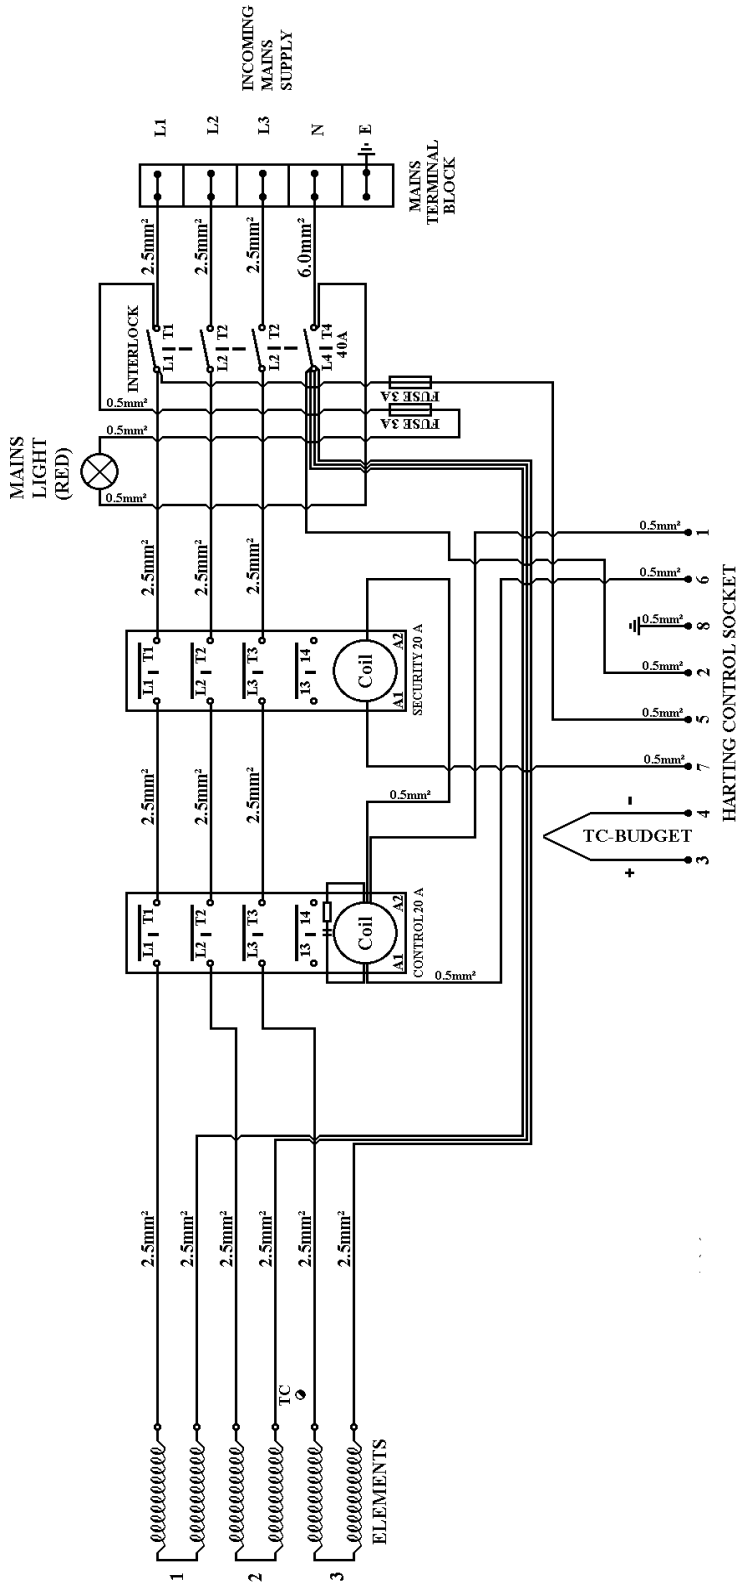 MAINS
LIGHT
(RED)
INCOMING
MAINS
SUPPLY
L1
L2
L3
N
E
MAINS
TERMINAL
BLOCK
2.5mm²
2.5mm²
2.5mm²
6.0mm²
INTERLOCK
L1 T1
L2 T2
L2 T2
L4 T4
40A
FUSE 3A
FUSE 3A
0.5mm²
0.5mm²
0.5mm²
2.5mm²
2.5mm²
2.5mm²
L1 T1
L2 T2
L3 T3
13 14
Coil
A1 A2
SECURITY 20 A
2.5mm²
2.5mm²
2.5mm²
0.5mm²
L1 T1
L2 T2
L3 T3
13 14
Coil
A1 A2
CONTROL 20 A
0.5mm²
0.5mm² 1
0.5mm² 6
0.5mm² 8
0.5mm² 2
0.5mm² 5
0.5mm² 7
- 4
TC-BUDGET
+ 3
HARTING CONTROL SOCKET
2.5mm²
2.5mm²
2.5mm²
2.5mm²
2.5mm²
2.5mm²
TC
1
2
3
ELEMENTS